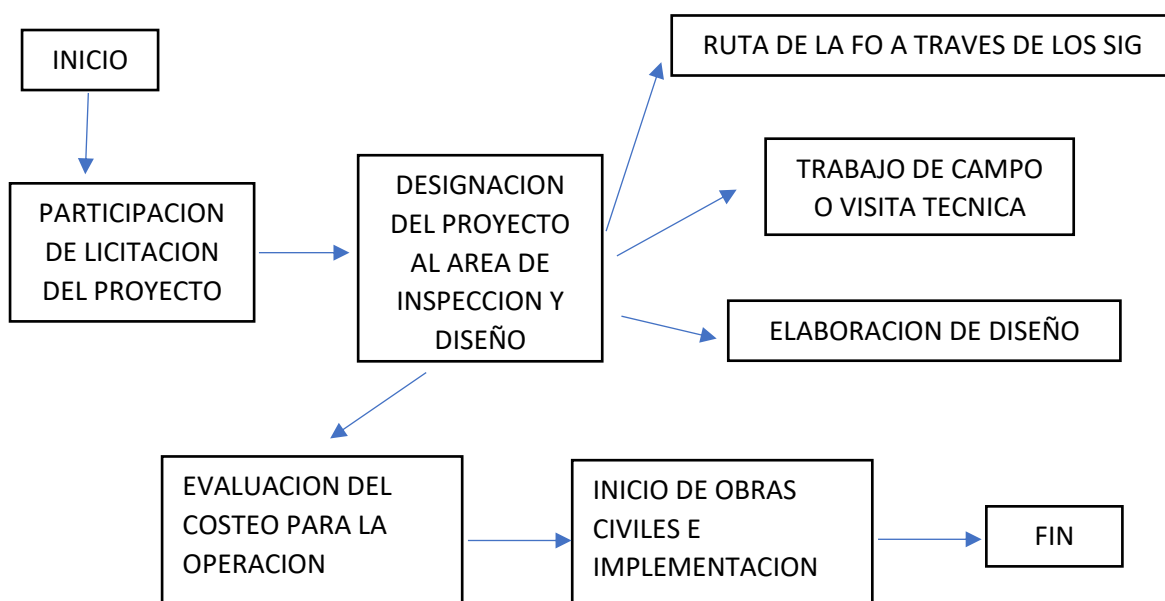 INICIO
PARTICIPACION
DE LICITACION
DEL PROYECTO
DESIGNACION
DEL PROYECTO
AL AREA DE
INSPECCION Y
DISEÑO
RUTA DE LA FO A TRAVES DE LOS SIG
TRABAJO DE CAMPO
O VISITA TECNICA
ELABORACION DE DISEÑO
EVALUACION DEL
COSTEO PARA LA
OPERACION
INICIO DE OBRAS
CIVILES E
IMPLEMENTACION
FIN